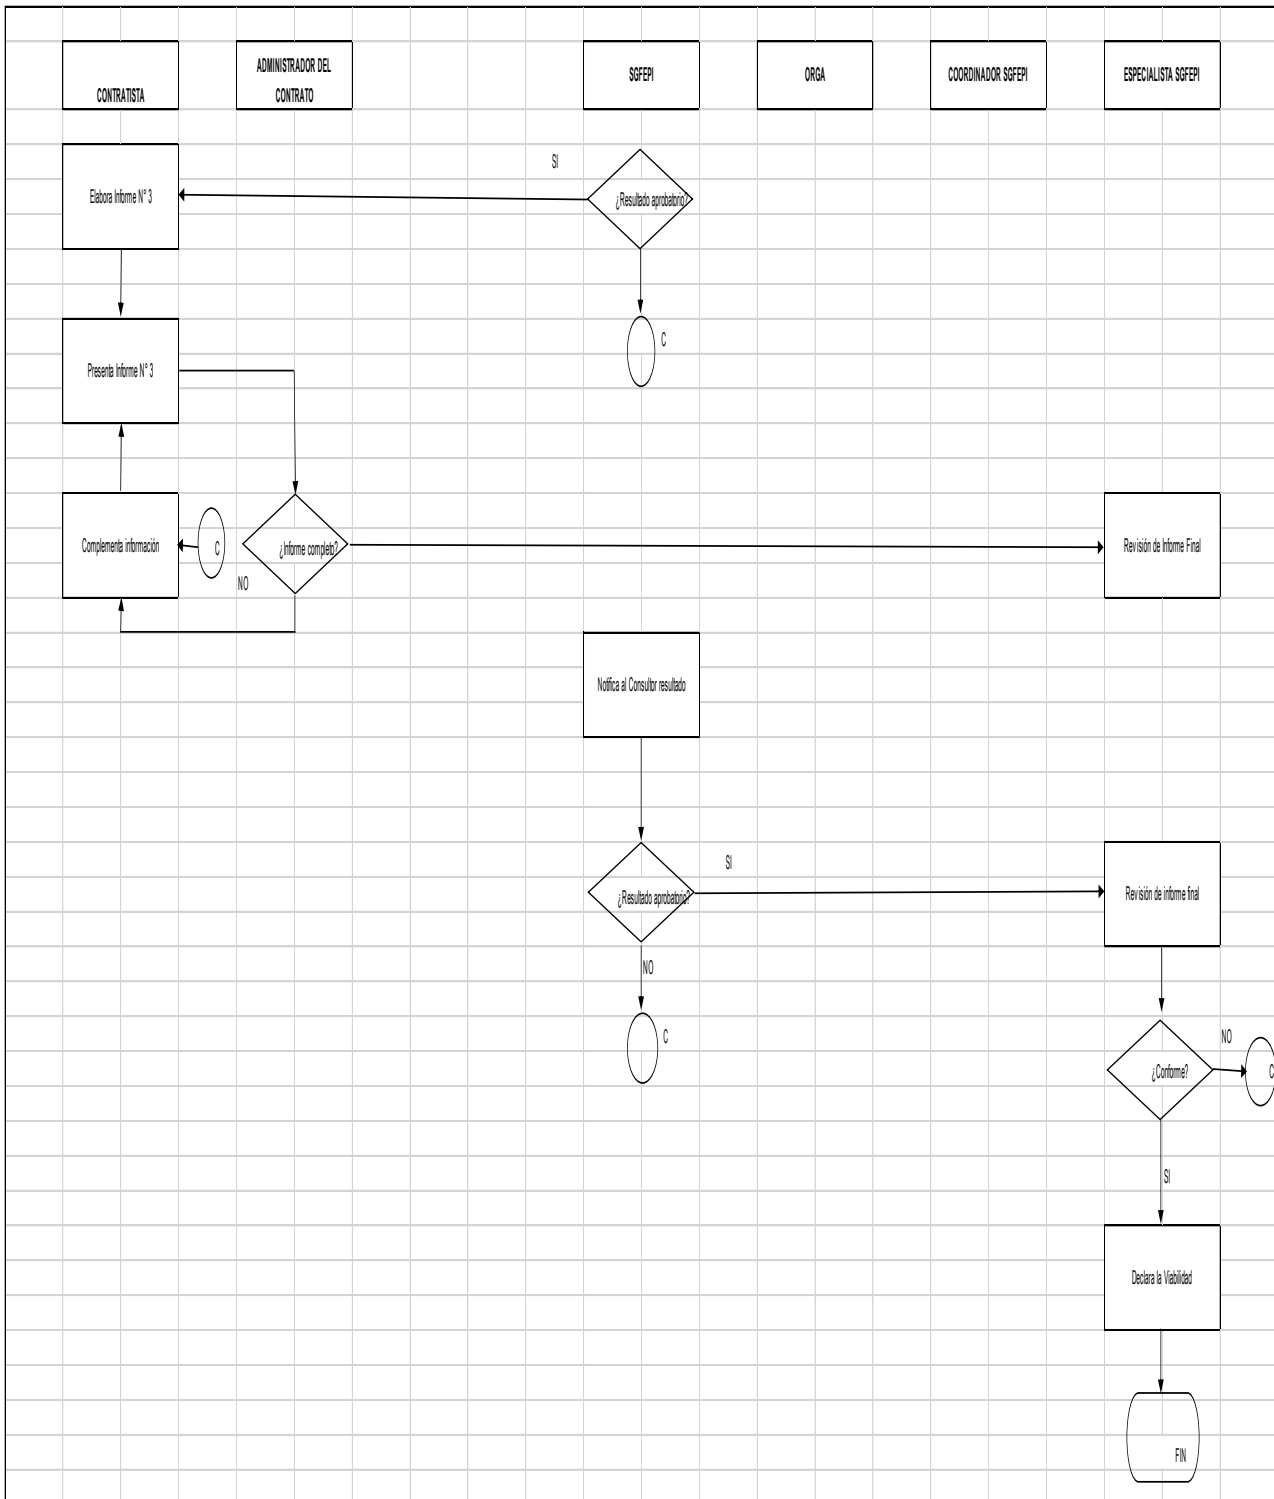 CONTRATISTA
ADMINISTRADOR DEL
CONTRATO
SGFEPI
ORGA
COORDINADOR SGFEPI
ESPECIALISTA SGFEPI
SI
Elabora Informe N° 3
¿Resultado aprobatorio?
C
Presenta Informe N° 3
Complementa información
C
¿Informe completo?
Revisión de Informe Final
NO
Notifica al Consultor resultado
SI
¿Resultado aprobatorio?
Revisión de informe final
NO
C
NO
¿Conforme?
C
SI
Declara la Viabilidad
FIN